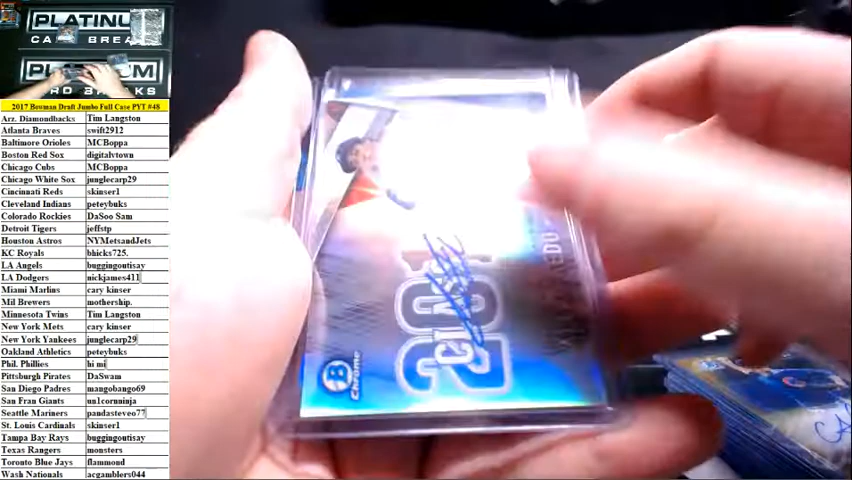 PLATINUM
CA BREA
PLATINUM
RD BROKS
2017 Bowman Draft Jumbo Full Case PYT #48
Arz. Diamondbacks Tim Langston
Atlanta Braves swift2912
Baltimore Orioles MCBoppa
Boston Red Sox digitalvtown
Chicago Cubs MCBoppa
Chicago White Sox junglecarp29
Cincinnati Reds skinser1
Cleveland Indians peteybuks
Colorado Rockies DaSoo Sam
Detroit Tigers jeffstp
Houston Astros NYMetsandJets
KC Royals bhicks725.
LA Angels buggingoutisay
LA Dodgers nickjames411
Miami Marlins cary kinser
Mil Brewers mothership.
Minnesota Twins Tim Langston
New York Mets cary kinser
New York Yankees junglecarp29
Oakland Athletics peteybuks
Phil. Phillies hi mi
Pittsburgh Pirates DaSwam
San Diego Padres mangobango69
San Fran Giants un1cornninja
Seattle Mariners pandasteveo77
St. Louis Cardinals skinser1
Tampa Bay Rays buggingoutisay
Texas Rangers monsters
Toronto Blue Jays flammond
Wash Nationals acgamblers044
B
Chrome